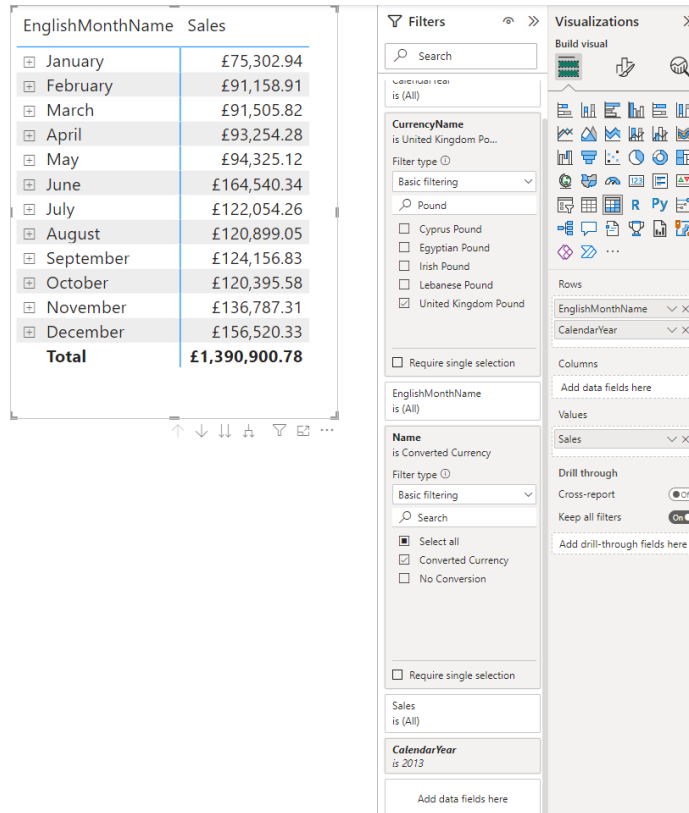 EnglishMonthName Sales
January £75,302.94
February £91,158.91
March £91,505.82
April £93,254.28
May £94,325.12
June £164,540.34
July £122,054.26
August £120,899.05
September £124,156.83
October £120,395.58
November £136,787.31
December £156,520.33
Total £1,390,900.78
Filters
Search
CalendarYear
is (All)
CurrencyName
is United Kingdom Po...
Filter type
Basic filtering
Pound
Cyprus Pound
Egyptian Pound
Irish Pound
Lebanese Pound
United Kingdom Pound
Require single selection
EnglishMonthName
is (All)
Name
is Converted Currency
Filter type
Basic filtering
Search
Select all
Converted Currency
No Conversion
Require single selection
Sales
is (All)
CalendarYear
is 2013
Add data fields here
Visualizations
Build visual
123
R Py
Rows
EnglishMonthName
CalendarYear
Columns
Add data fields here
Values
Sales
Drill through
Cross-report
Keep all filters On
Add drill-through fields here